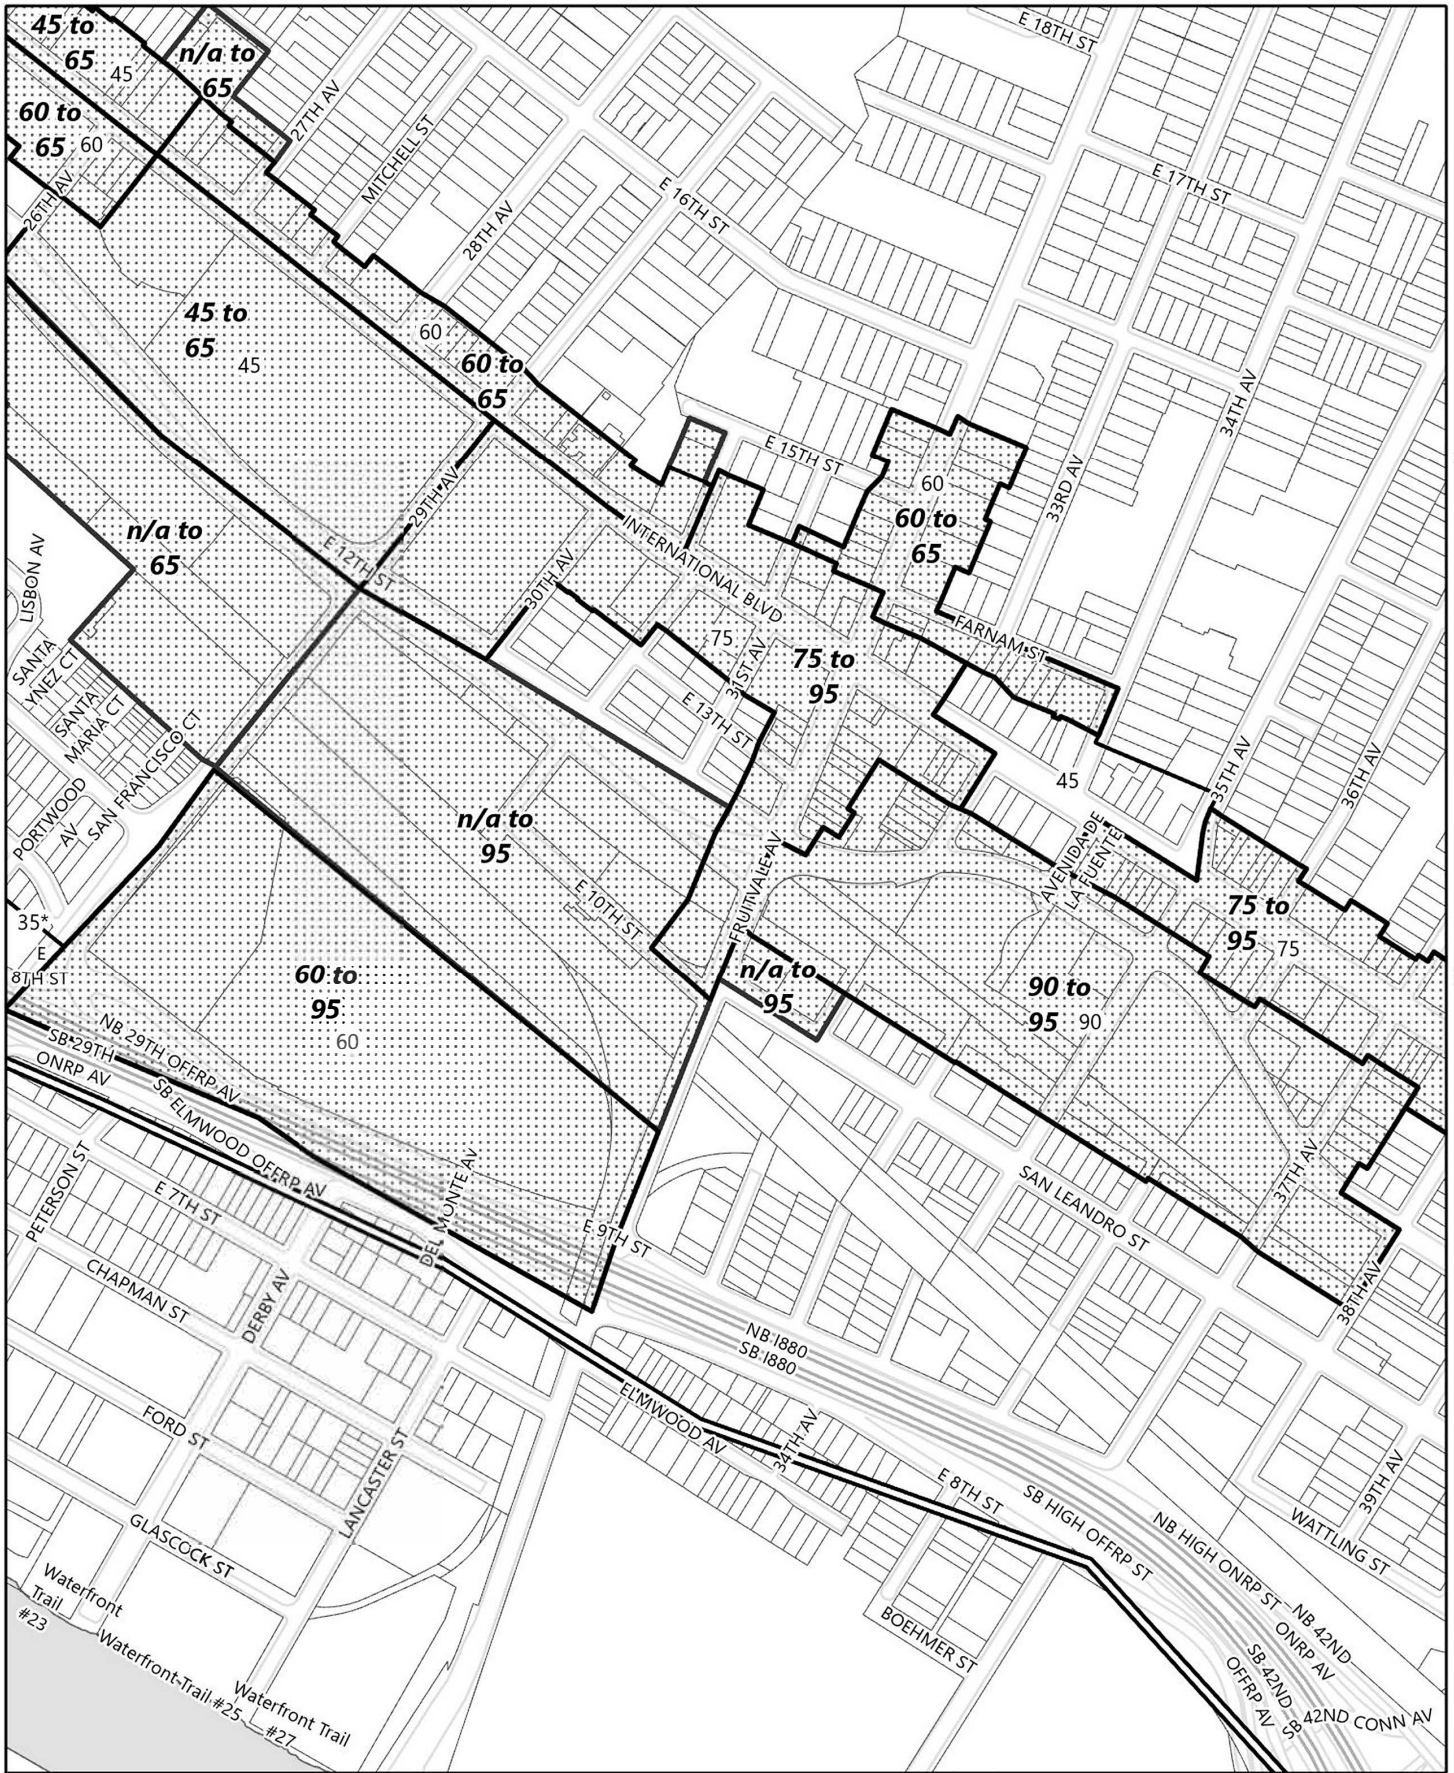 45 to
65
45
n/a to
65
60 to
65
60
26TH AV
27TH AV
MITCHELL ST
28TH AV
E 16TH ST
E 18TH ST
E 17TH ST
34TH AV
33RD AV
45 to
65
45
60
60 to
65
E 15TH ST
60
60 to
65
29TH AV
INTERNATIONAL BLVD
E 12TH ST
n/a to
65
LISBON AV
30TH AV
75
31ST AV
E 13TH ST
75 to
95
FARNAM ST
SANTA
YNEZ CT
SANTA
MARIA CT
SAN FRANCISCO CT
PORTWOOD
AV
45
35TH AV
36TH AV
n/a to
95
E 10TH ST
FRUITVALE AV
AVENIDA DE
LA FUENTE
75 to
95
75
35*
E
8TH ST
60 to
95
60
n/a to
95
90 to
95
90
NB 29TH OFFRP AV
SB 29TH
ONRP AV
SB ELMWOOD OFFRP AV
DEL MONTE AV
E 9TH ST
PETERSON ST
E 7TH ST
CHAPMAN ST
DERBY AV
SAN LEANDRO ST
37TH AV
38TH AV
NB I880
SB I880
ELMWOOD AV
34TH AV
FORD ST
LANCASTER ST
GLASCOCK ST
E 8TH ST
SB HIGH OFFRP ST
NB HIGH ONRP ST
39TH AV
WATTLING ST
BOEHMER ST
NB 42ND
ONRP AV
SB 42ND
OFFRP AV
SB 42ND CONN AV
Waterfront
Trail
#23
Waterfront Trail #25
Waterfront Trail
#27